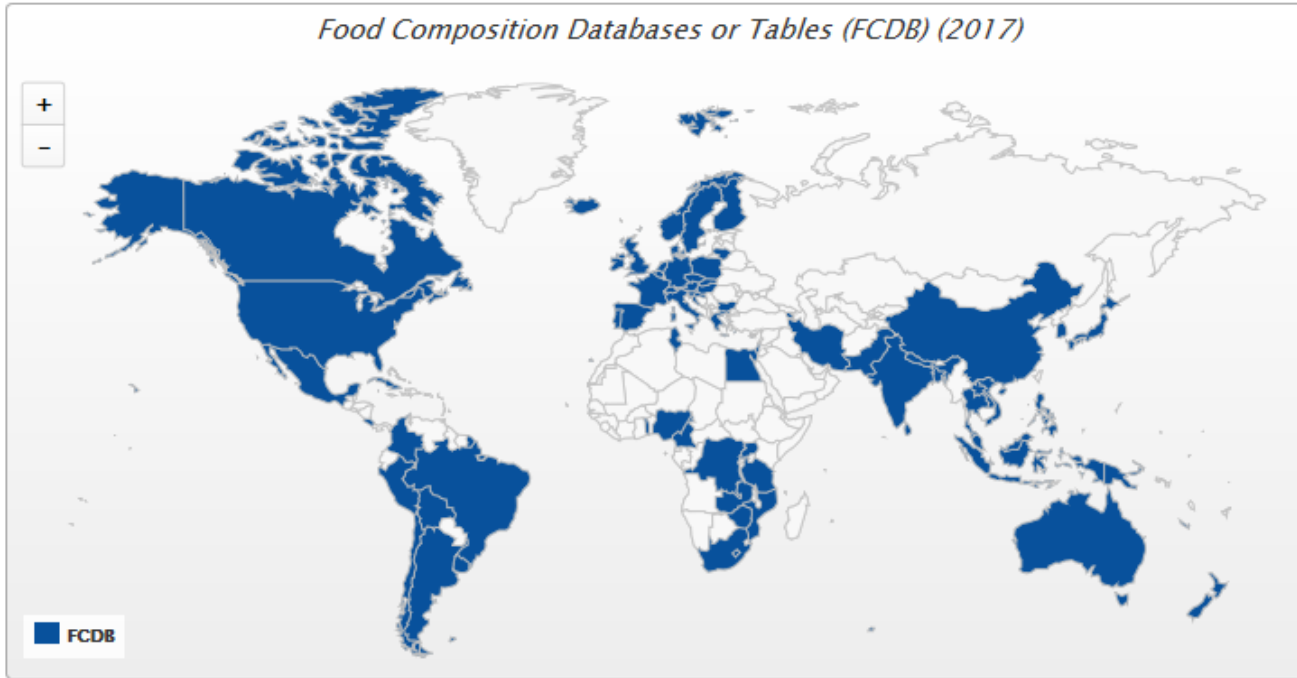 Food Composition Databases or Tables (FCDB) (2017)
+
-
FCDB